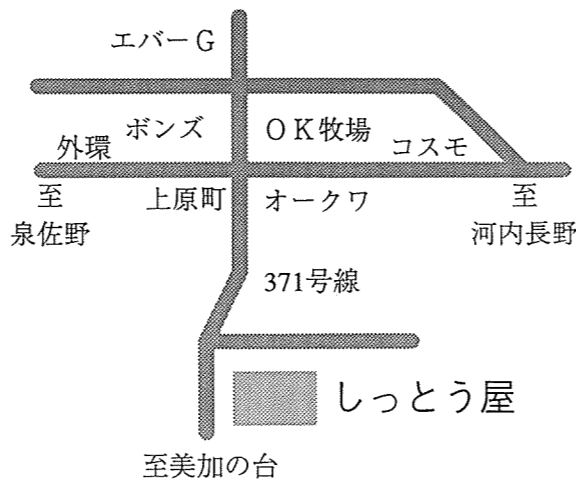 エバーG
ボンズ
OK牧場
外環
コスモ
至
泉佐野
上原町
オークワ
至
河内長野
371号線
しっとう屋
至美加の台